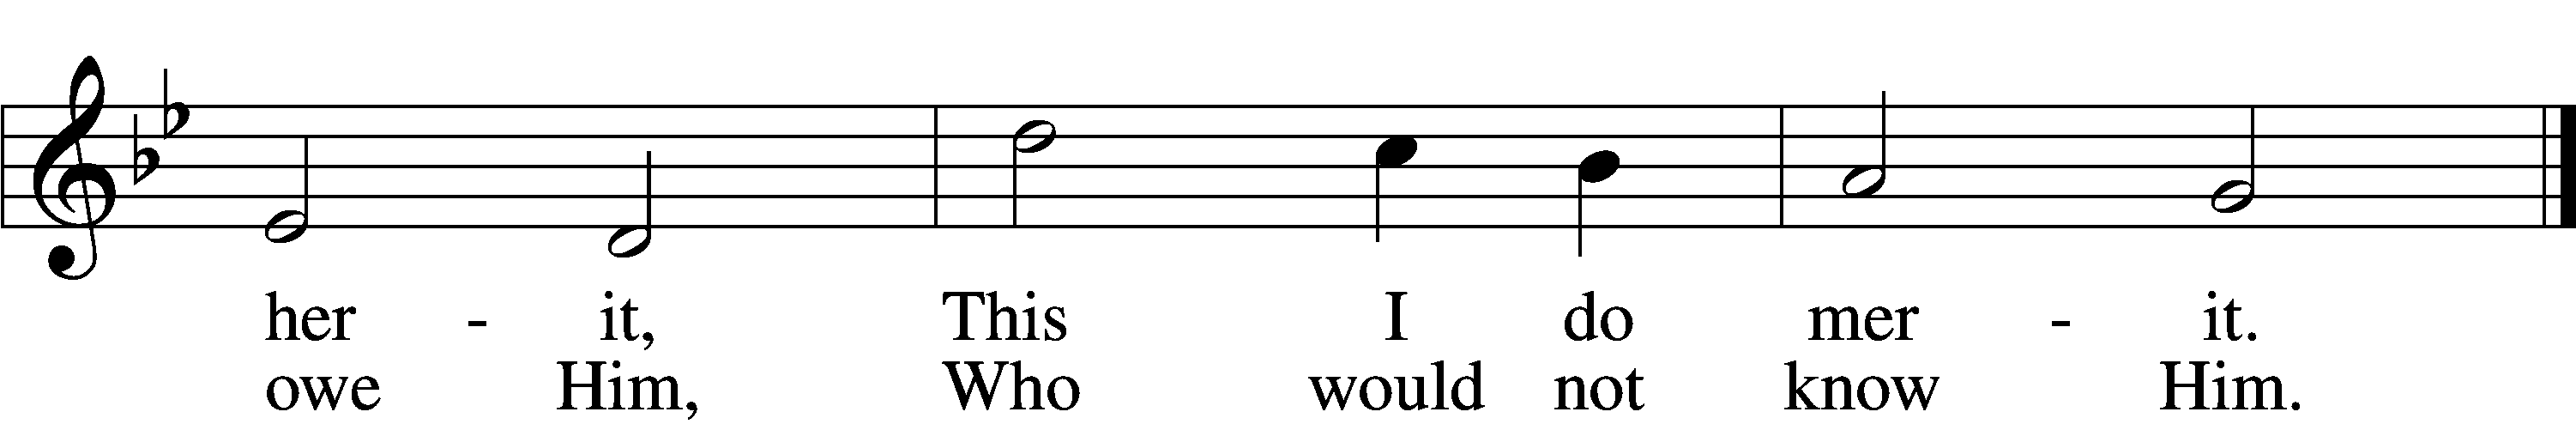 her - it, This I do mer - it.
owe Him, Who would not know Him.